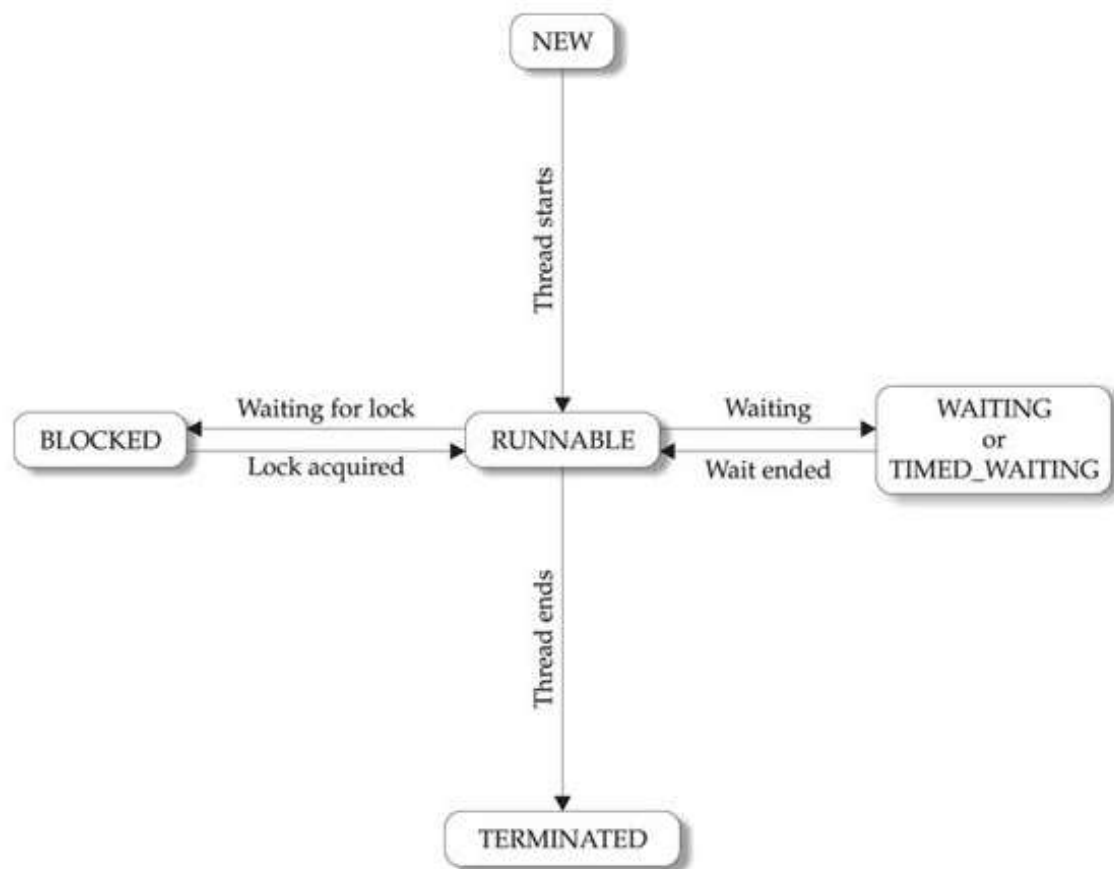 NEW
Thread starts
Waiting for lock
Waiting
BLOCKED
RUNNABLE
WAITING
or
TIMED_WAITING
Lock acquired
Wait ended
Thread ends
TERMINATED